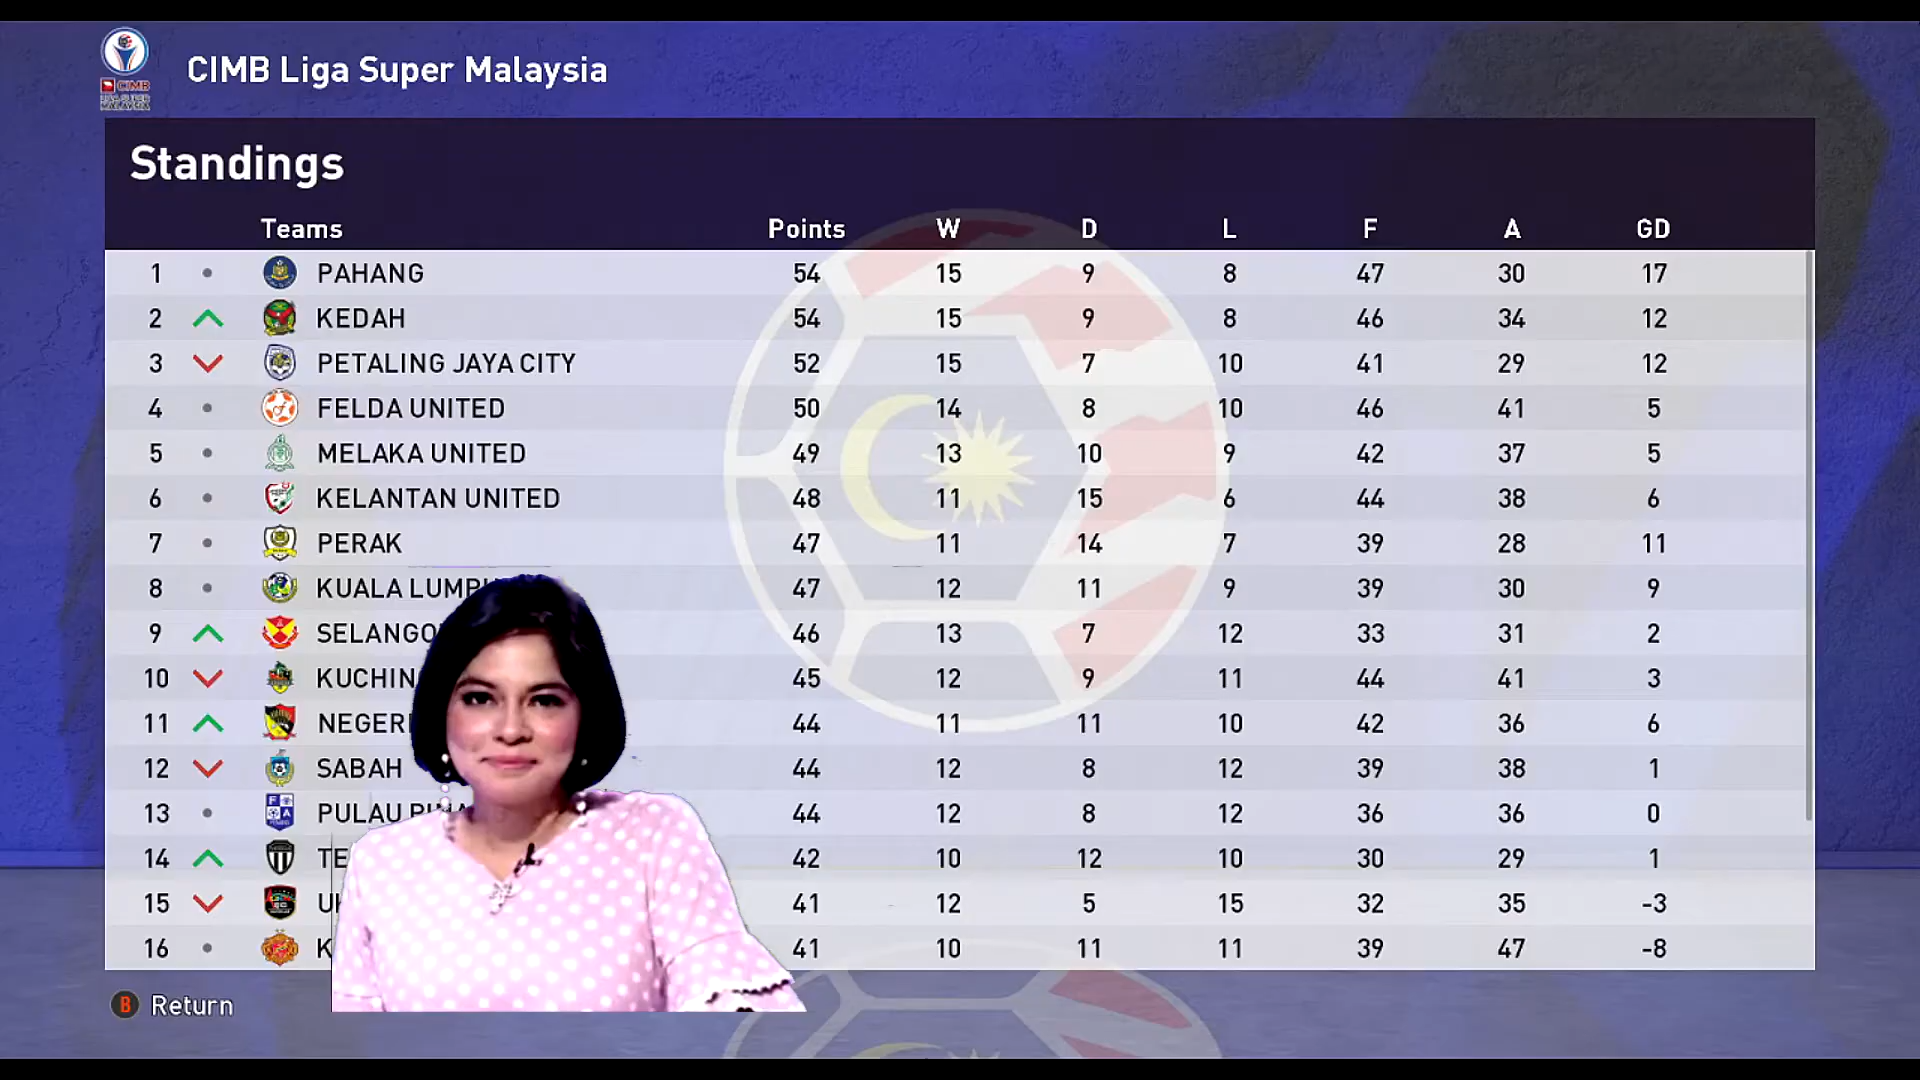 CIMB Liga Super Malaysia
CIMB
Standings
Teams Points W D L F A GD
1 PAHANG 54 15 9 8 47 30 17
2 KEDAH 54 15 9 8 46 34 12
3 PETALING JAYA CITY 52 15 7 10 41 29 12
4 FELDA UNITED 50 14 8 10 46 41 5
5 MELAKA UNITED 49 13 10 9 42 37 5
6 KELANTAN UNITED 48 11 15 6 44 38 6
7 PERAK 47 11 14 7 39 28 11
8 KUALA 47 12 11 9 39 30 9
9 46 13 7 12 33 31 2
10 45 12 9 11 44 41 3
11 44 11 11 10 42 36 6
12 SABAH 44 12 8 12 39 38 1
13 PULAU 44 12 8 12 36 36 0
14 42 10 12 10 30 29 1
15 41 12 5 15 32 35 -3
16 41 10 11 11 39 47 -8
B Return